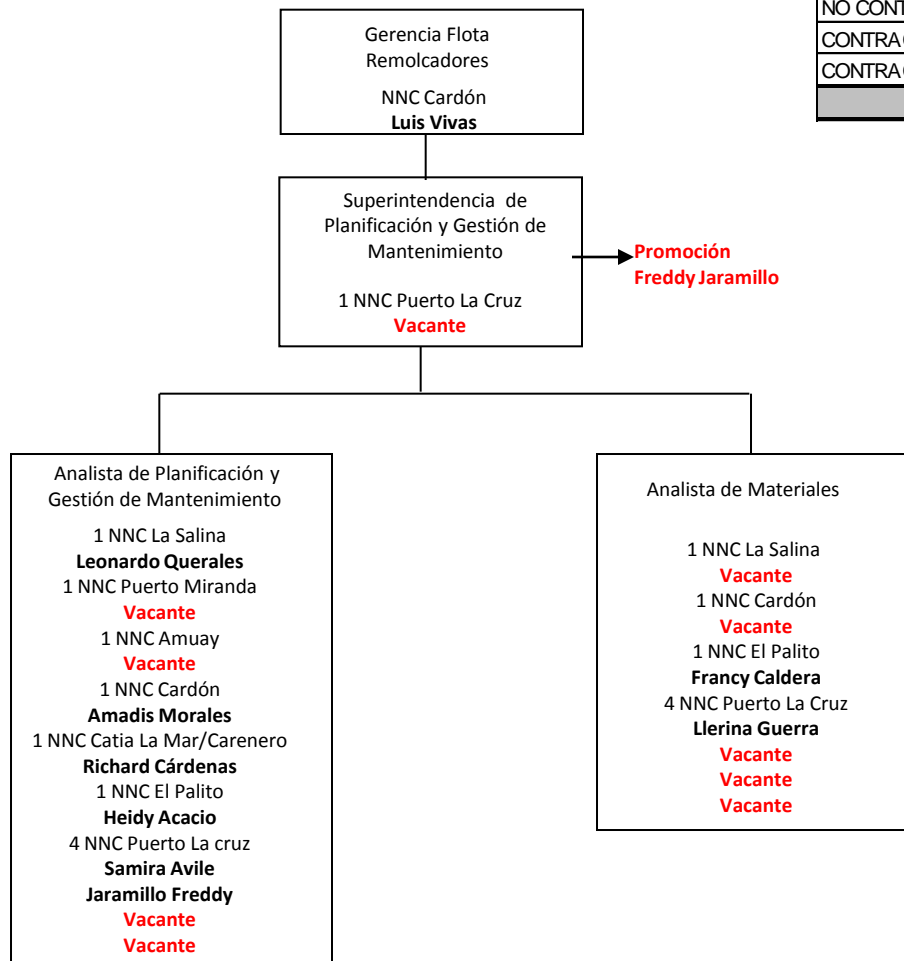 NO CONT
CONTRA
CONTRA
Gerencia Flota
Remolcadores
NNC Cardón
Luis Vivas
Superintendencia de
Planificación y Gestión de
Mantenimiento
1 NNC Puerto La Cruz
Vacante
Promoción
Freddy Jaramillo
Analista de Planificación y
Gestión de Mantenimiento
1 NNC La Salina
Leonardo Querales
1 NNC Puerto Miranda
Vacante
1 NNC Amuay
Vacante
1 NNC Cardón
Amadis Morales
1 NNC Catia La Mar/Carenero
Richard Cárdenas
1 NNC El Palito
Heidy Acacio
4 NNC Puerto La cruz
Samira Avile
Jaramillo Freddy
Vacante
Vacante
Analista de Materiales
1 NNC La Salina
Vacante
1 NNC Cardón
Vacante
1 NNC El Palito
Francy Caldera
4 NNC Puerto La Cruz
Llerina Guerra
Vacante
Vacante
Vacante